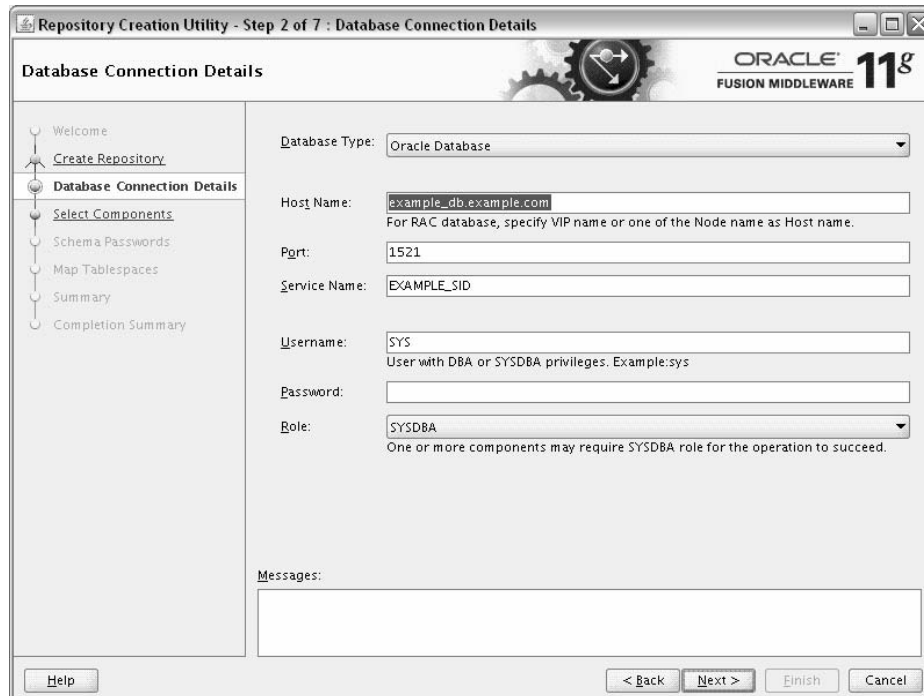 Repository Creation Utility - Step 2 of 7 : Database Connection Details
Database Connection Details
ORACLE
FUSION MIDDLEWARE
11g
Welcome
Create Repository
Database Connection Details
Select Components
Schema Passwords
Map Tablespaces
Summary
Completion Summary
Database Type: Oracle Database
Host Name: example_db.example.com
For RAC database, specify VIP name or one of the Node name as Host name.
Port: 1521
Service Name: EXAMPLE_SID
Username: SYS
User with DBA or SYSDBA privileges. Example:sys
Password:
Role: SYSDBA
One or more components may require SYSDBA role for the operation to succeed.
Messages:
Help < Back Next > Finish Cancel